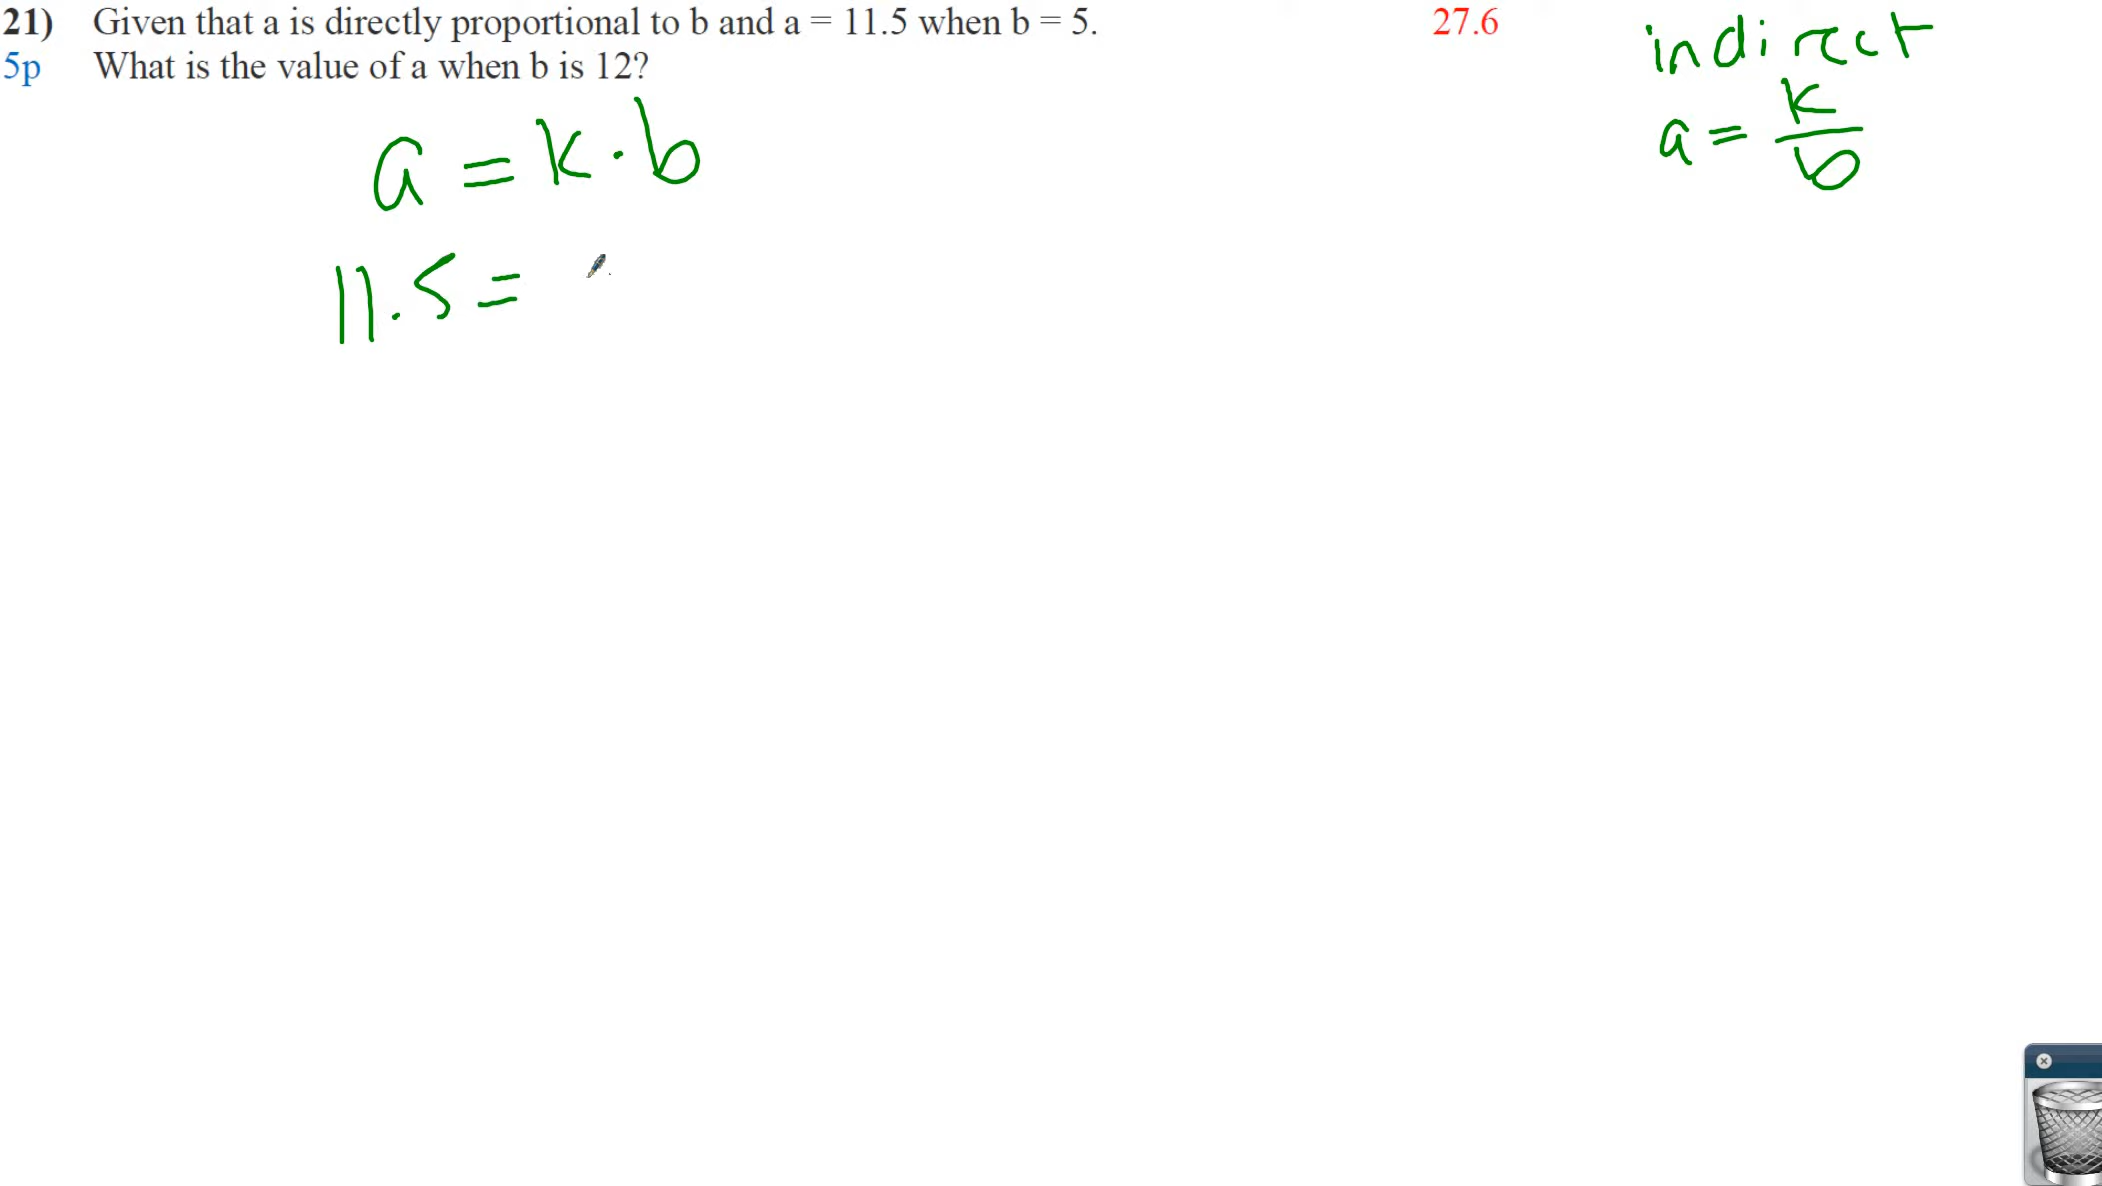 21) Given that a is directly proportional to b and a = 11.5 when b = 5. 27.6
5p What is the value of a when b is 12?
indirect
a = k/b
a = k · b
11.5 =